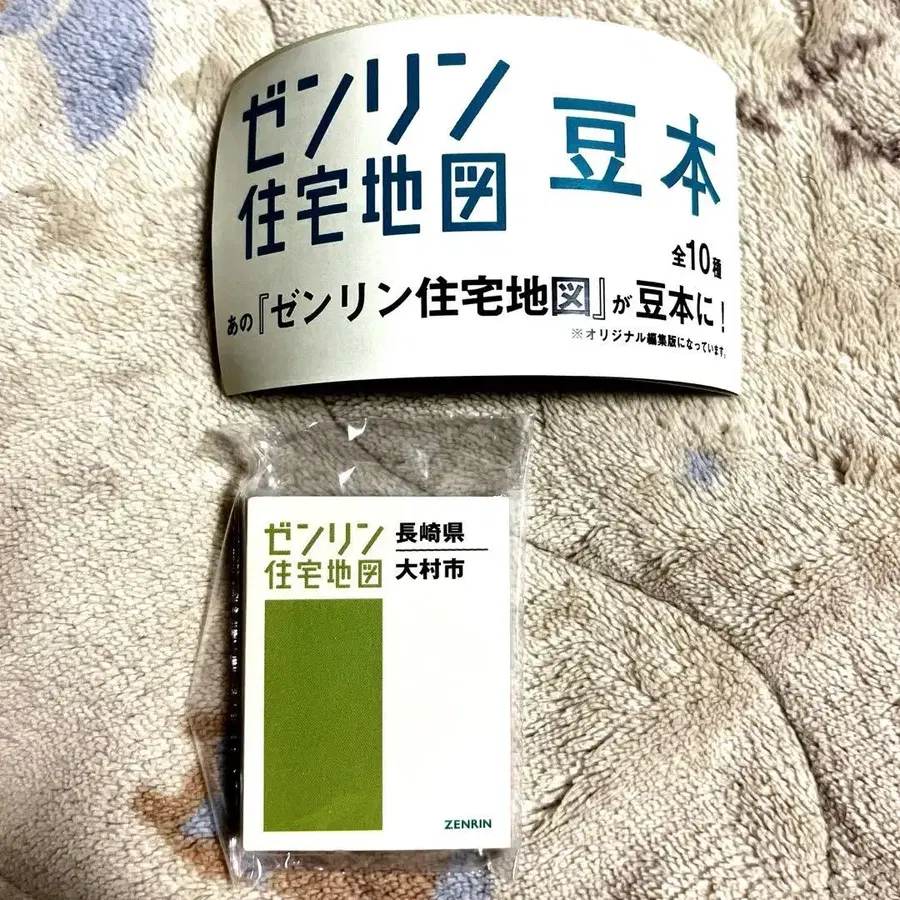 ゼンリン
住宅地図
豆本
全10種
あの『ゼンリン住宅地図』が豆本に!
※オリジナル編集版になっています。
ゼンリン
住宅地図
長崎県
大村市
ZENRIN